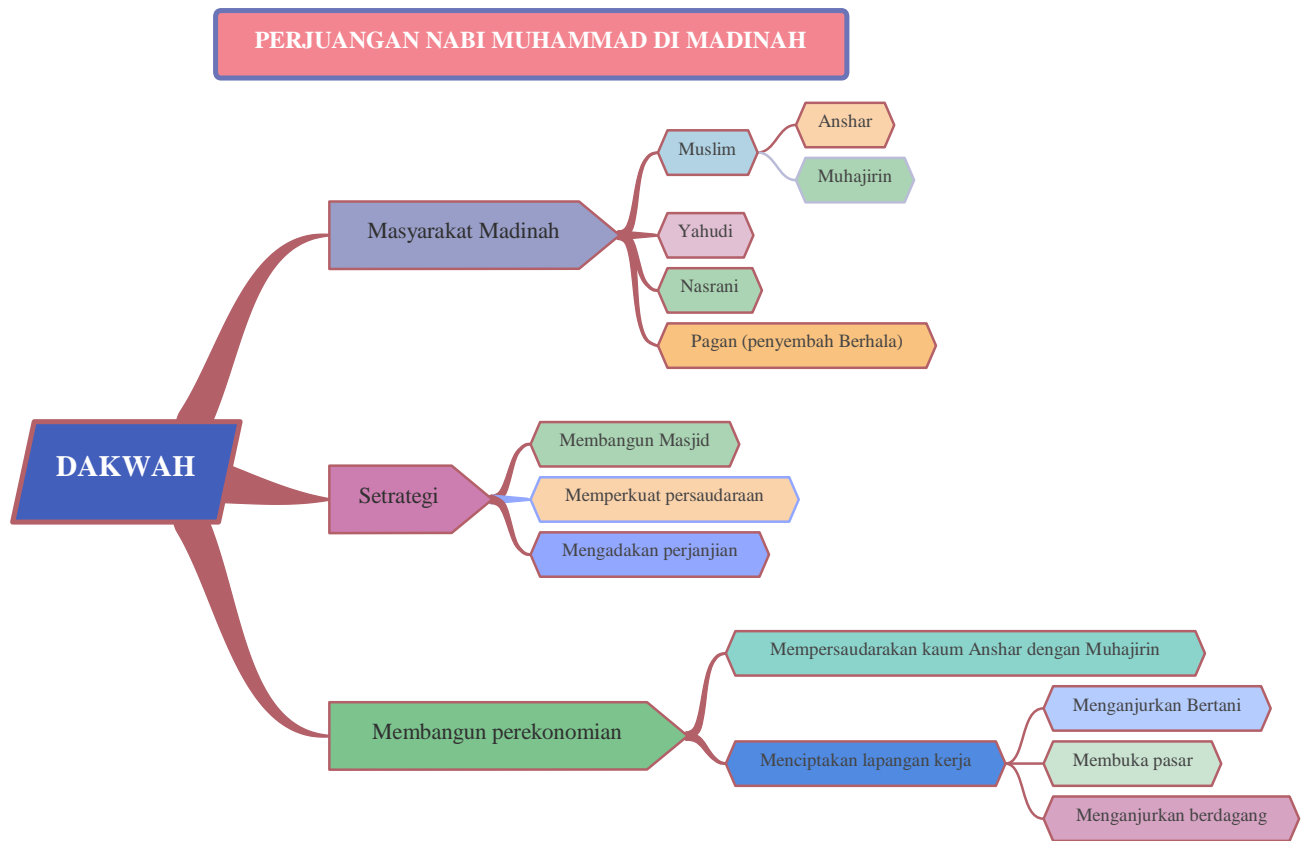 PERJUANGAN NABI MUHAMMAD DI MADINAH
DAKWAH
Masyarakat Madinah
Muslim
Anshar
Muhajirin
Yahudi
Nasrani
Pagan (penyembah Berhala)
Setrategi
Membangun Masjid
Memperkuat persaudaraan
Mengadakan perjanjian
Membangun perekonomian
Mempersaudarakan kaum Anshar dengan Muhajirin
Menciptakan lapangan kerja
Menganjurkan Bertani
Membuka pasar
Menganjurkan berdagang